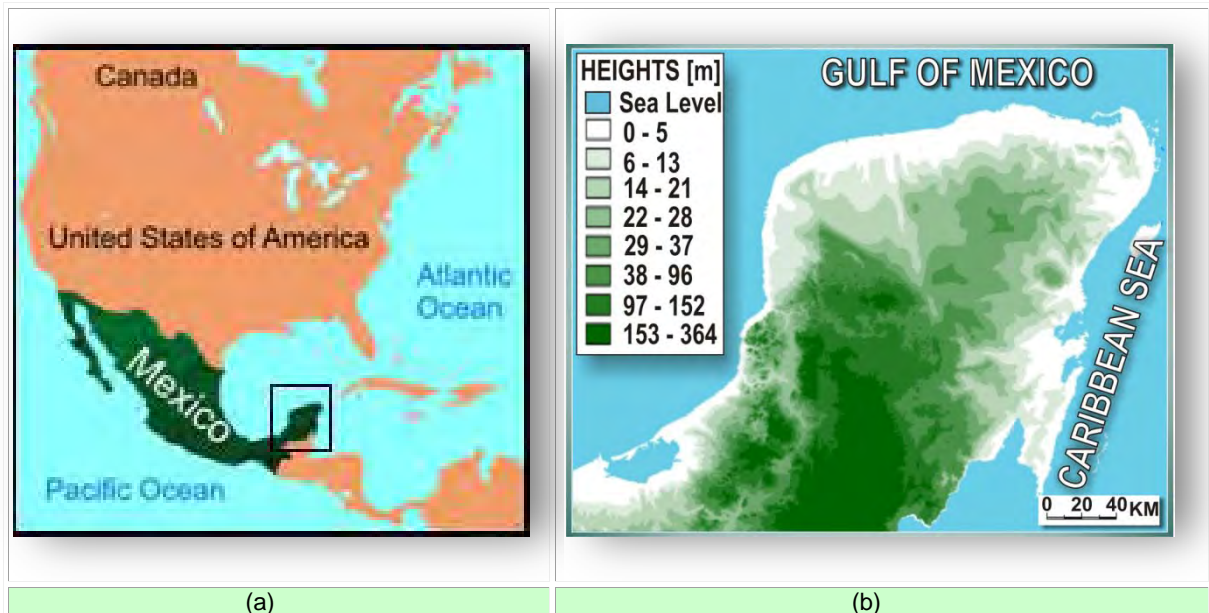 Canada
United States of America
Atlantic
Ocean
Mexico
Pacific Ocean
(a)
HEIGHTS [m]
Sea Level
0 - 5
6 - 13
14 - 21
22 - 28
29 - 37
38 - 96
97 - 152
153 - 364
GULF OF MEXICO
CARIBBEAN SEA
0 20 40 KM
(b)